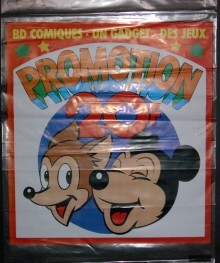 BD COMIQUES · UN GADGET · DES JEUX
PROMOTION